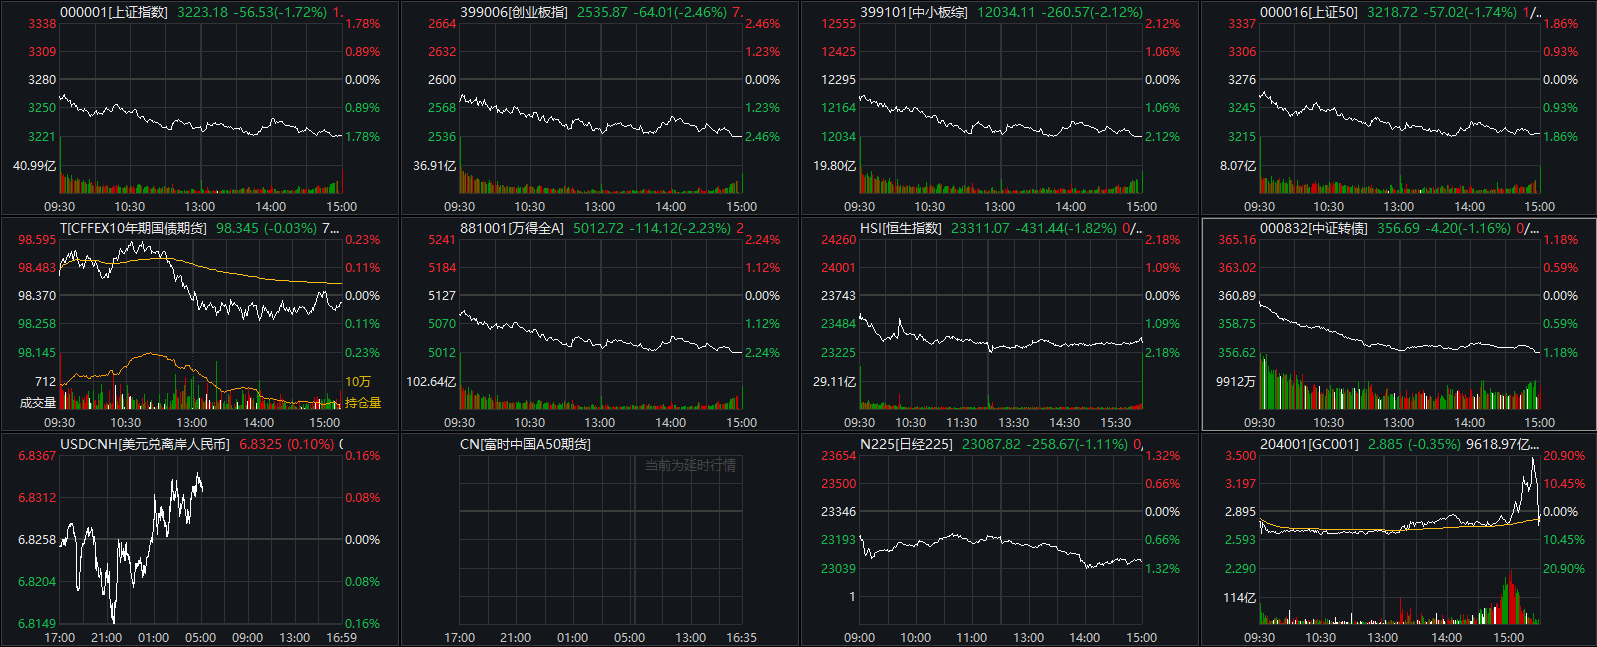 000001[上证指数] 3223.18 -56.53(-1.72%) 1.
3338 1.78%
3309 0.89%
3280 0.00%
3250 0.89%
3221 1.78%
40.99亿
09:30 10:30 13:00 14:00 15:00
399006[创业板指] 2535.87 -64.01(-2.46%) 7.
2664 2.46%
2632 1.23%
2600 0.00%
2568 1.23%
2536 2.46%
36.91亿
09:30 10:30 13:00 14:00 15:00
399101[中小板综] 12034.11 -260.57(-2.12%)
12555 2.12%
12425 1.06%
12295 0.00%
12164 1.06%
12034 2.12%
19.80亿
09:30 10:30 13:00 14:00 15:00
000016[上证50] 3218.72 -57.02(-1.74%) 1/..
3337 1.86%
3306 0.93%
3276 0.00%
3245 0.93%
3215 1.86%
8.07亿
09:30 10:30 13:00 14:00 15:00
T[CFFEX10年期国债期货] 98.345 (-0.03%) 7...
98.595 0.23%
98.483 0.11%
98.370 0.00%
98.258 0.11%
98.145 0.23%
712 10万
成交量 持仓量
09:30 10:30 13:00 14:00 15:00
881001[万得全A] 5012.72 -114.12(-2.23%) 2
5241 2.24%
5184 1.12%
5127 0.00%
5070 1.12%
5012 2.24%
102.64亿
09:30 10:30 13:00 14:00 15:00
HSI[恒生指数] 23311.07 -431.44(-1.82%) 0/..
24260 2.18%
24001 1.09%
23743 0.00%
23484 1.09%
23225 2.18%
29.11亿
09:30 10:30 11:30 13:30 14:30 15:30
000832[中证转债] 356.69 -4.20(-1.16%) 0/...
365.16 1.18%
363.02 0.59%
360.89 0.00%
358.75 0.59%
356.62 1.18%
9912万
09:30 10:30 13:00 14:00 15:00
USDCNH[美元兑离岸人民币] 6.8325 (0.10%)
6.8367 0.16%
6.8312 0.08%
6.8258 0.00%
6.8204 0.08%
6.8149 0.16%
17:00 21:00 01:00 05:00 09:00 13:00 16:59
CN[富时中国A50期货]
当前为延时行情
17:00 21:00 01:00 05:00 13:00 16:35
N225[日经225] 23087.82 -258.67(-1.11%) 0,
23654 1.32%
23500 0.66%
23346 0.00%
23193 0.66%
23039 1.32%
1
09:00 10:00 11:00 13:00 14:00 15:00
204001[GC001] 2.885 (-0.35%) 9618.97亿...
3.500 20.90%
3.197 10.45%
2.895 0.00%
2.593 10.45%
2.290 20.90%
114亿
09:30 10:30 13:00 14:00 15:00